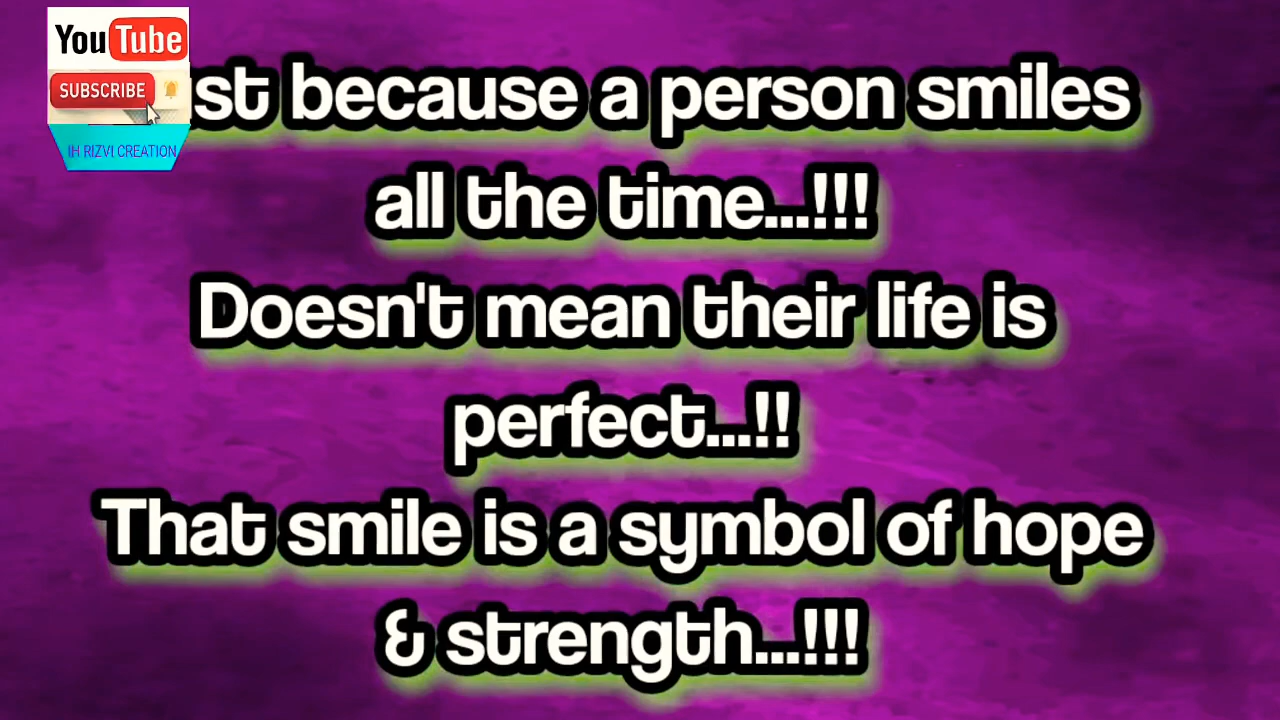 YouTube
SUBSCRIBE
IH RIZVI CREATION
st because a person smiles
all the time...!!!
Doesn't mean their life is
perfect...!!
That smile is a symbol of hope
& strength...!!!